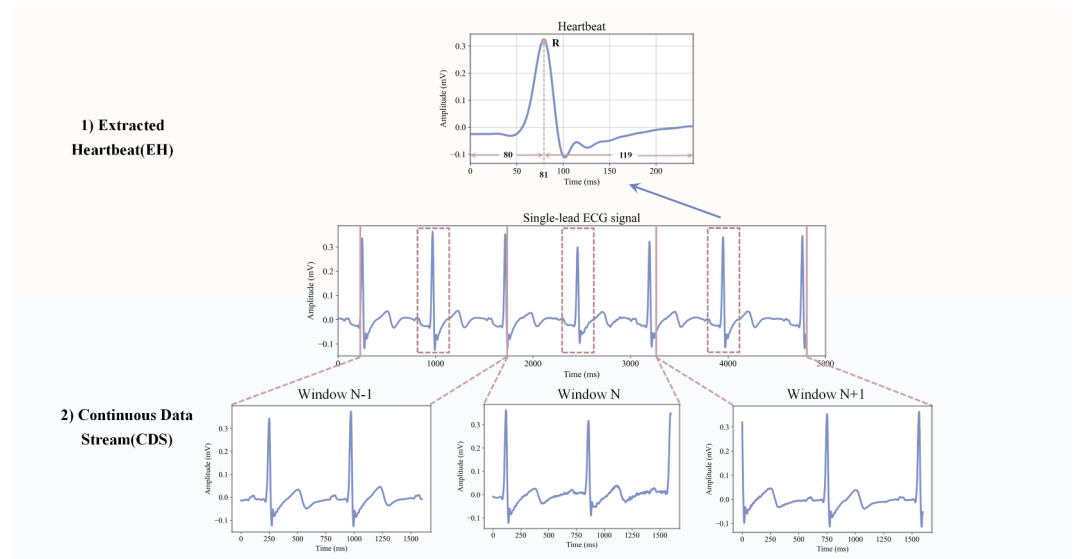 Heartbeat
R
Amplitude (mV)
0.3
0.2
0.1
0.0
−0.1
80
119
0
50
81
100
150
200
Time (ms)
1) Extracted
Heartbeat(EH)
Single-lead ECG signal
Amplitude (mV)
0.3
0.2
0.1
0.0
−0.1
0
1000
2000
3000
4000
5000
Time (ms)
2) Continuous Data
Stream(CDS)
Window N-1
Amplitude (mV)
0.3
0.2
0.1
0.0
−0.1
0 250 500 750 1000 1250 1500
Time (ms)
Window N
Amplitude (mV)
0.3
0.2
0.1
0.0
−0.1
0 250 500 750 1000 1250 1500
Time (ms)
Window N+1
Amplitude (mV)
0.3
0.2
0.1
0.0
−0.1
0 250 500 750 1000 1250 1500
Time (ms)